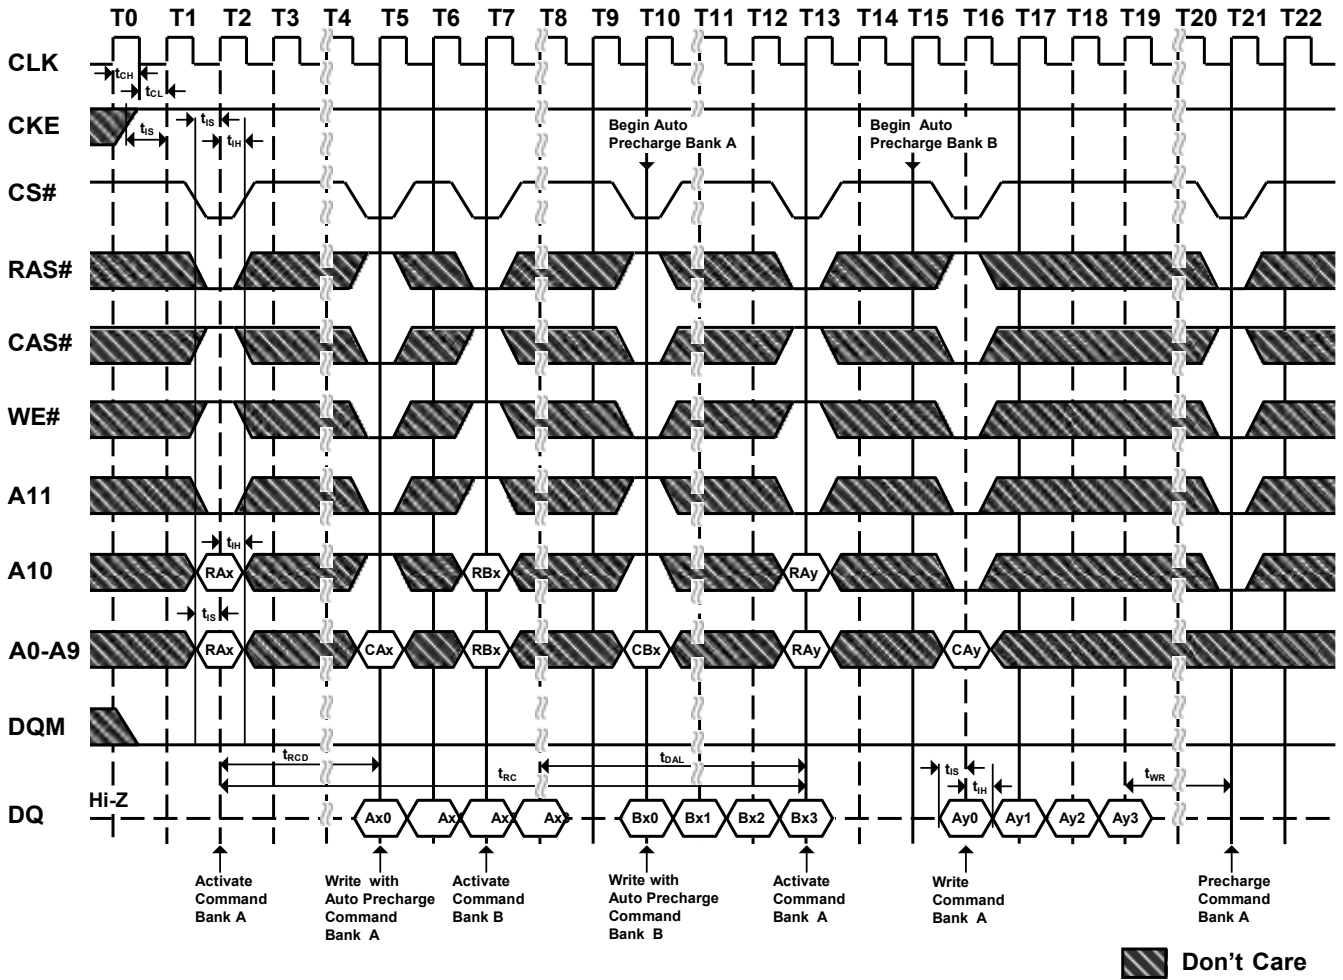 T0 T1 T2 T3 T4 T5 T6 T7 T8 T9 T10 T11 T12 T13 T14 T15 T16 T17 T18 T19 T20 T21 T22
CLK
tCH
tCL
CKE
tIS
tIS
tIH
Begin Auto
Precharge Bank A
Begin Auto
Precharge Bank B
CS#
RAS#
CAS#
WE#
A11
tIH
A10
RAx RBx RAy
tIS
A0-A9
RAx CAx RBx CBx RAy CAy
DQM
tRCD
tDAL
tRC
tIS
tIH
tWR
Hi-Z
DQ
Ax0 Ax Ax Ax3 Bx0 Bx1 Bx2 Bx3 Ay0 Ay1 Ay2 Ay3
Activate
Command
Bank A
Write with
Auto Precharge
Command
Bank A
Activate
Command
Bank B
Write with
Auto Precharge
Command
Bank B
Activate
Command
Bank A
Write
Command
Bank A
Precharge
Command
Bank A
Don't Care